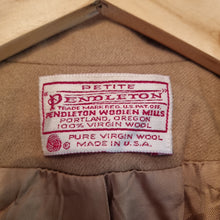 PETITE
"PENDLETON"
TRADE MARK REG. U.S. PAT. OFF.
PENDLETON WOOLEN MILLS
PORTLAND, OREGON
100% VIRGIN WOOL
PURE VIRGIN WOOL
MADE IN U.S.A.